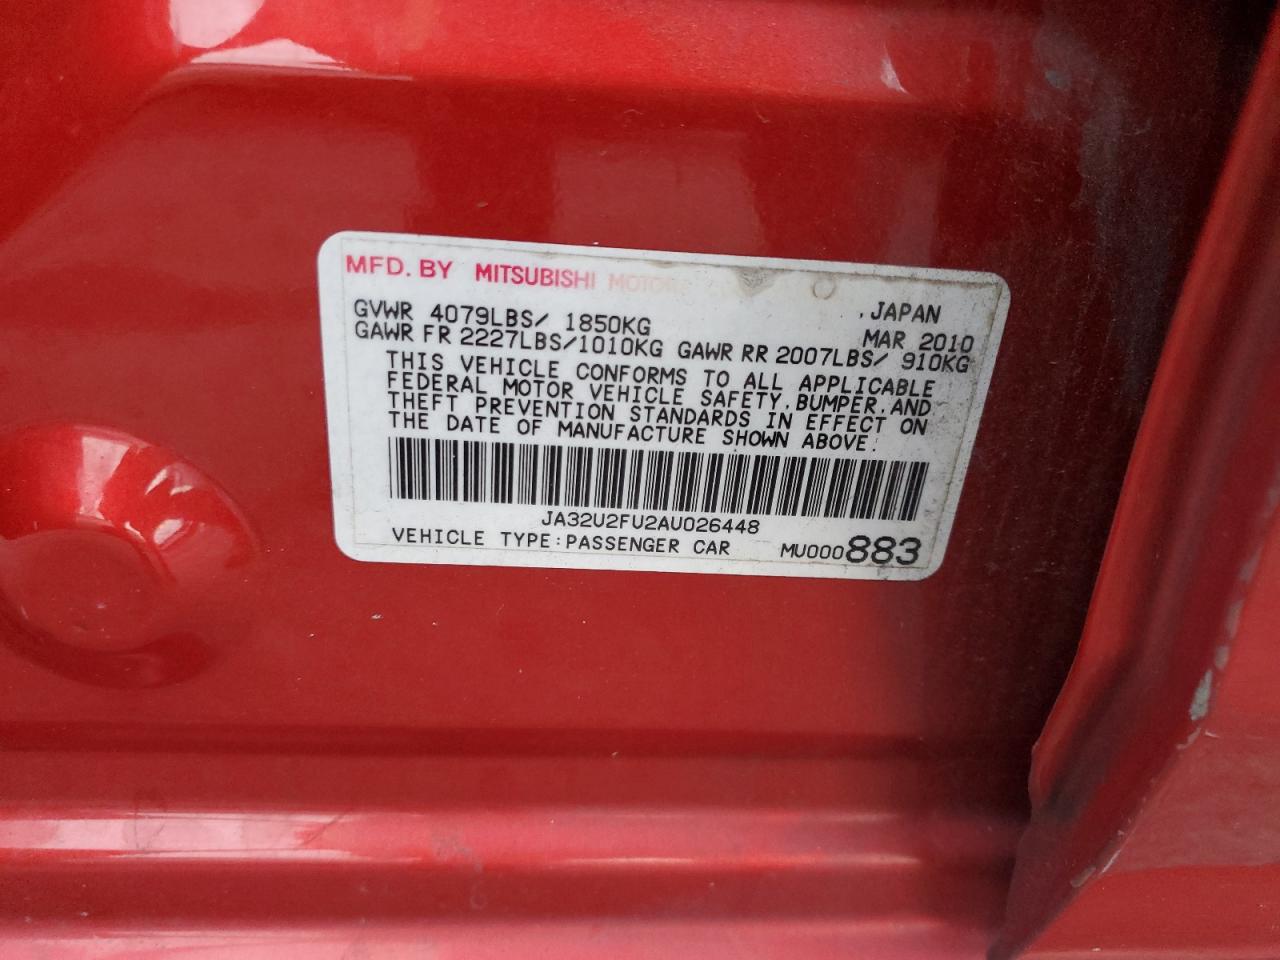 MFD. BY MITSUBISHI MOTORS
GVWR 4079LBS/ 1850KG , JAPAN
MAR 2010
GAWR FR 2227LBS/1010KG GAWR RR 2007LBS/ 910KG
THIS VEHICLE CONFORMS TO ALL APPLICABLE
FEDERAL MOTOR VEHICLE SAFETY, BUMPER, AND
THEFT PREVENTION STANDARDS IN EFFECT ON
THE DATE OF MANUFACTURE SHOWN ABOVE.
JA32U2FU2AU026448
VEHICLE TYPE:PASSENGER CAR MU000883